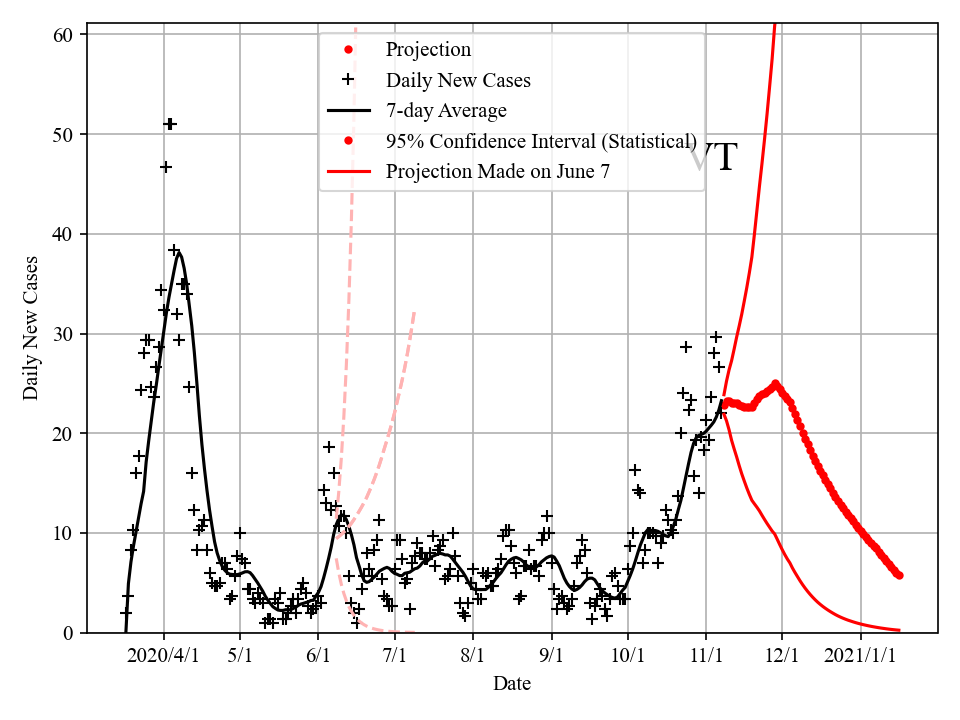 60
50
40
30
20
10
0
Daily New Cases
Projection
Daily New Cases
7-day Average
95% Confidence Interval (Statistical)
Projection Made on June 7
VT
2020/4/1 5/1 6/1 7/1 8/1 9/1 10/1 11/1 12/1 2021/1/1
Date